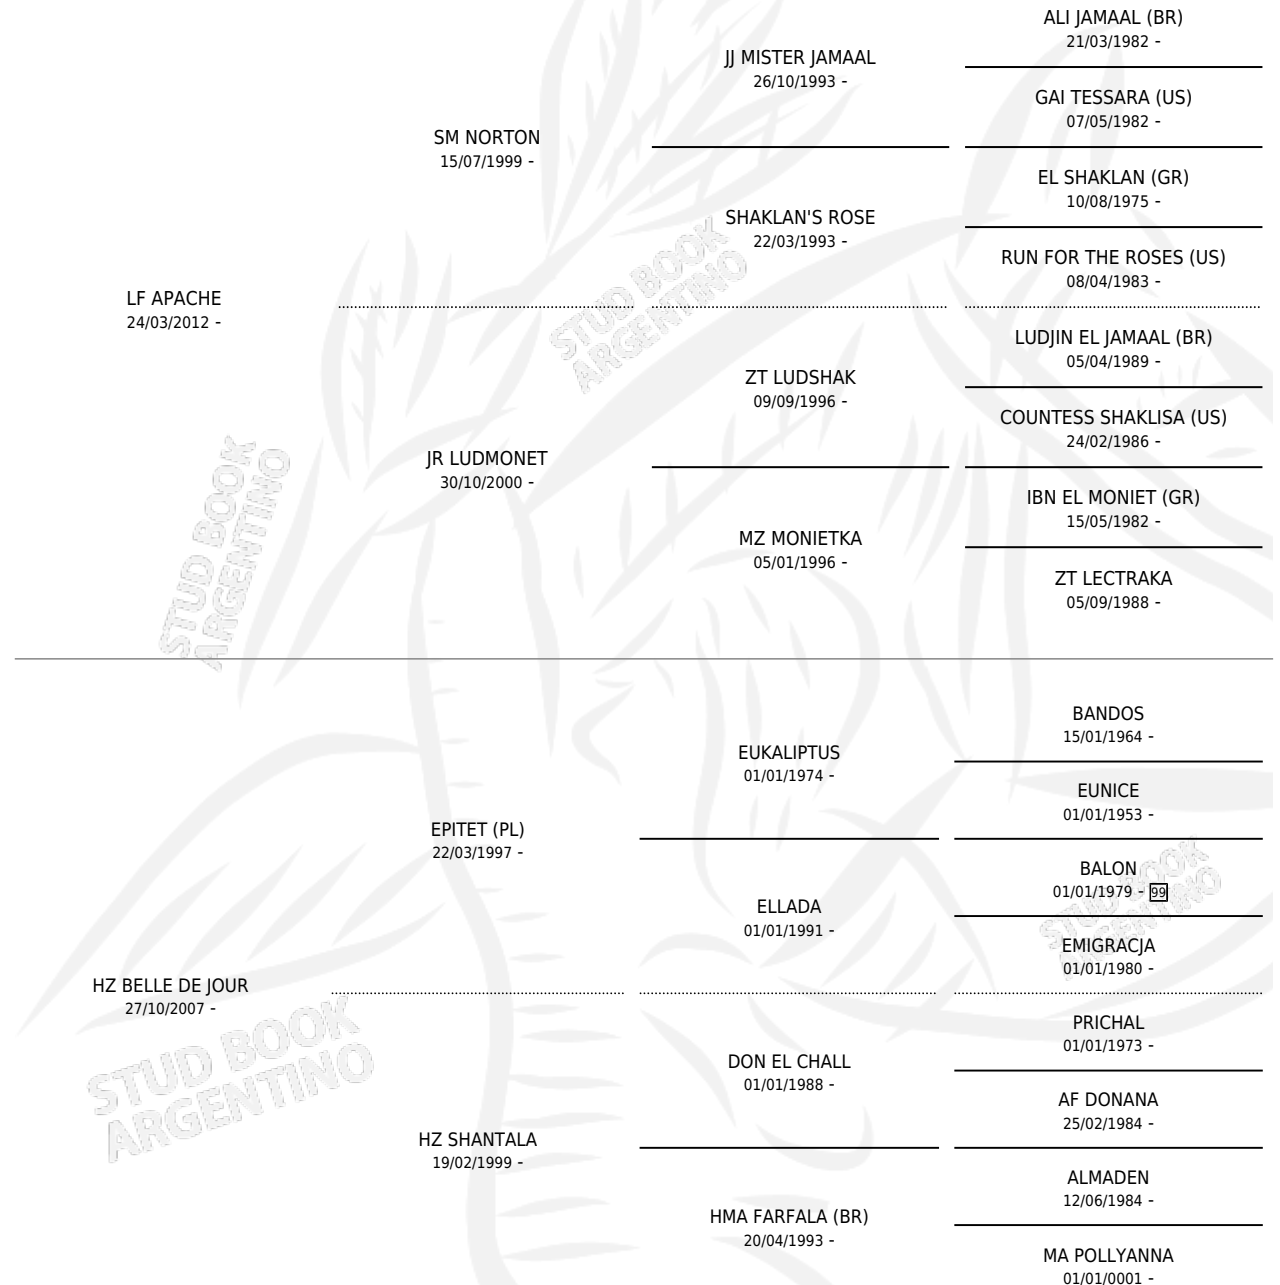 ALI JAMAAL (BR)
21/03/1982 -
JJ MISTER JAMAAL
26/10/1993 -
GAI TESSARA (US)
07/05/1982 -
SM NORTON
15/07/1999 -
EL SHAKLAN (GR)
10/08/1975 -
SHAKLAN'S ROSE
22/03/1993 -
RUN FOR THE ROSES (US)
08/04/1983 -
LF APACHE
24/03/2012 -
STUD BOOK
ARGENTINO
LUDJIN EL JAMAAL (BR)
05/04/1989 -
ZT LUDSHAK
09/09/1996 -
COUNTESS SHAKLISA (US)
24/02/1986 -
JR LUDMONET
30/10/2000 -
IBN EL MONIET (GR)
15/05/1982 -
MZ MONIETKA
05/01/1996 -
ZT LECTRAKA
05/09/1988 -
STUD BOOK
ARGENTINO
BANDOS
15/01/1964 -
EUKALIPTUS
01/01/1974 -
EUNICE
01/01/1953 -
EPITET (PL)
22/03/1997 -
BALON
01/01/1979 - 99
ELLADA
01/01/1991 -
EMIGRACJA
01/01/1980 -
STUD BOOK
ARGENTINO
HZ BELLE DE JOUR
27/10/2007 -
PRICHAL
01/01/1973 -
DON EL CHALL
01/01/1988 -
AF DONANA
25/02/1984 -
STUD BOOK
ARGENTINO
HZ SHANTALA
19/02/1999 -
ALMADEN
12/06/1984 -
HMA FARFALA (BR)
20/04/1993 -
MA POLLYANNA
01/01/0001 -